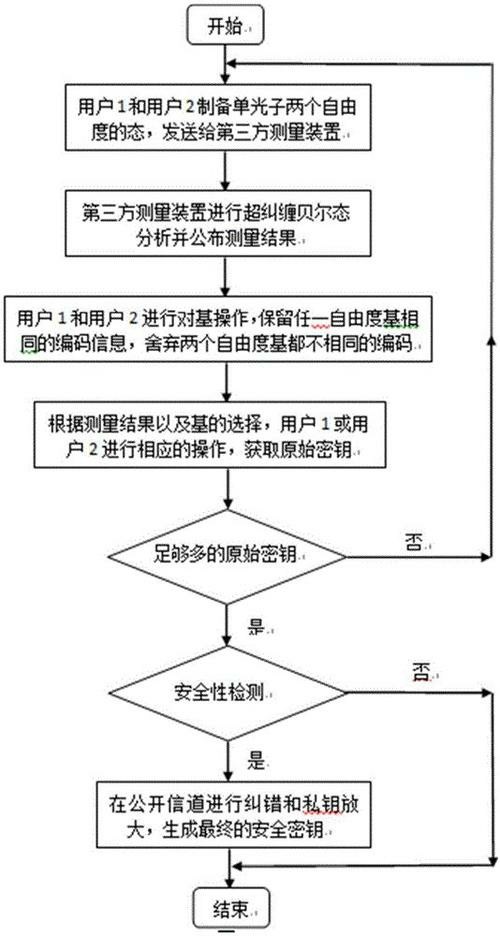 开始
用户1和用户2制备单光子两个自由
度的态，发送给第三方测量装置
第三方测量装置进行超纠缠贝尔态
分析并公布测量结果
用户1和用户2进行对基操作，保留任一自由度基相
同的编码信息，舍弃两个自由度基都不相同的编码
根据测量结果以及基的选择，用户1或用
户2进行相应的操作，获取原始密钥
足够多的原始密钥
否
是
安全性检测
否
是
在公开信道进行纠错和私钥放
大，生成最终的安全密钥
结束